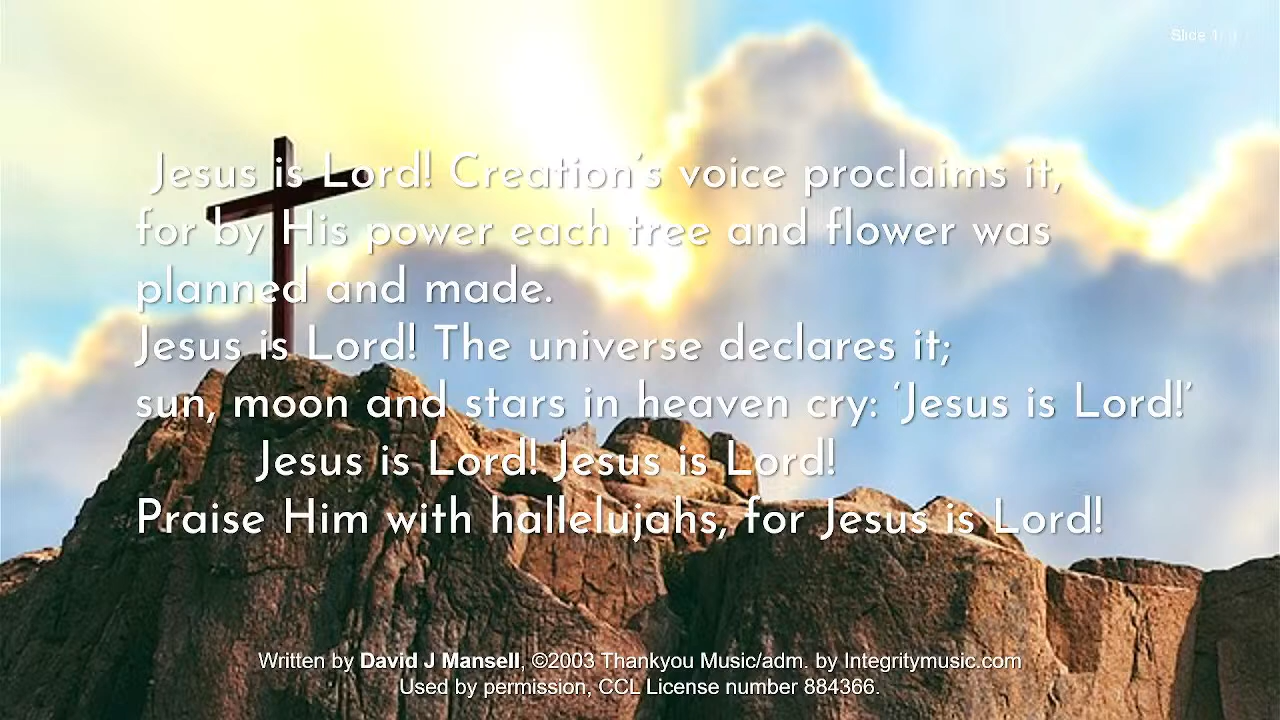 Slide 1
Jesus is Lord! Creation's voice proclaims it,
for by His power each tree and flower was
planned and made.
Jesus is Lord! The universe declares it;
sun, moon and stars in heaven cry: ‘Jesus is Lord!’
Jesus is Lord! Jesus is Lord!
Praise Him with hallelujahs, for Jesus is Lord!
Written by David J Mansell, ©2003 Thankyou Music/adm. by Integritymusic.com
Used by permission, CCL License number 884366.